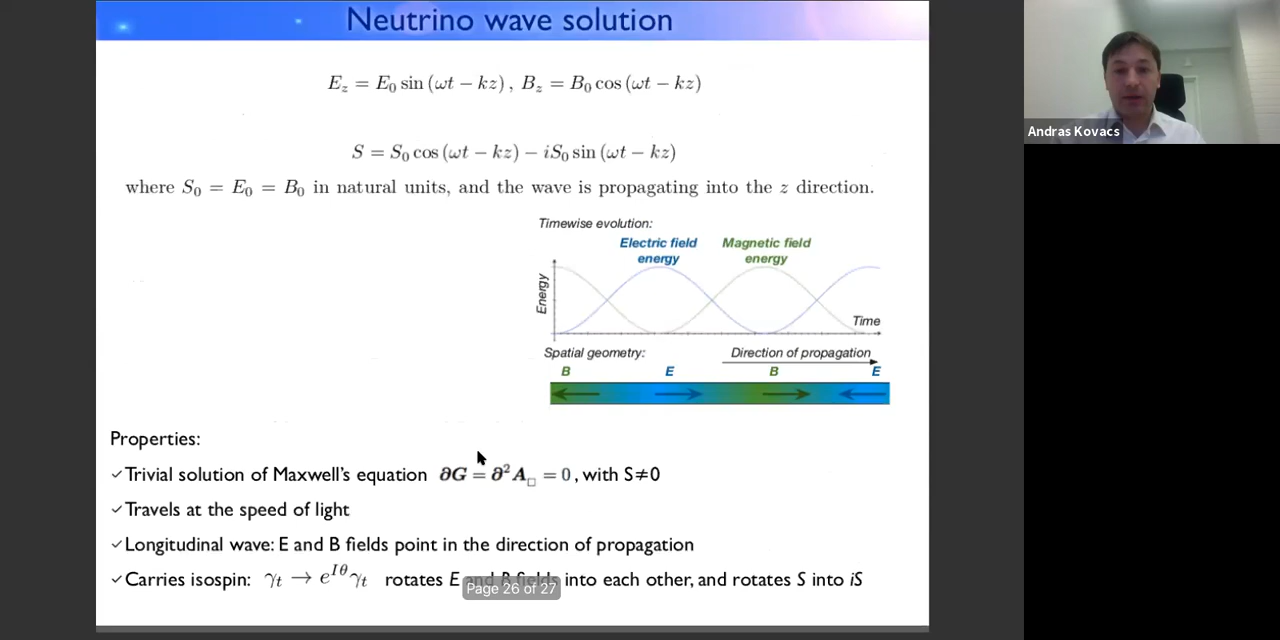 Neutrino wave solution
E_z = E_0 sin (ωt − kz) , B_z = B_0 cos (ωt − kz)
S = S_0 cos (ωt − kz) − iS_0 sin (ωt − kz)
where S_0 = E_0 = B_0 in natural units, and the wave is propagating into the z direction.
Timewise evolution:
Electric field energy
Magnetic field energy
Energy
Time
Spatial geometry:
Direction of propagation
B E B E
Properties:
✓Trivial solution of Maxwell's equation ∂G = ∂²A_□ = 0 , with S≠0
✓Travels at the speed of light
✓Longitudinal wave: E and B fields point in the direction of propagation
✓Carries isospin: γ_t → e^{Iθ} γ_t rotates E and B fields into each other, and rotates S into iS
Page 26 of 27
Andras Kovacs